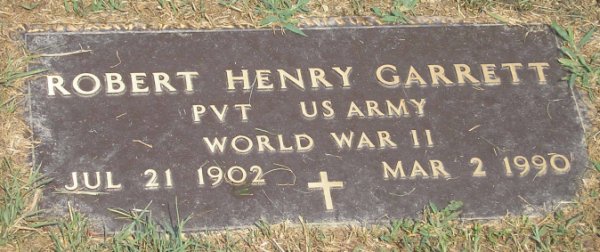 ROBERT HENRY GARRETT
PVT US ARMY
WORLD WAR II
JUL 21 1902 MAR 2 1990